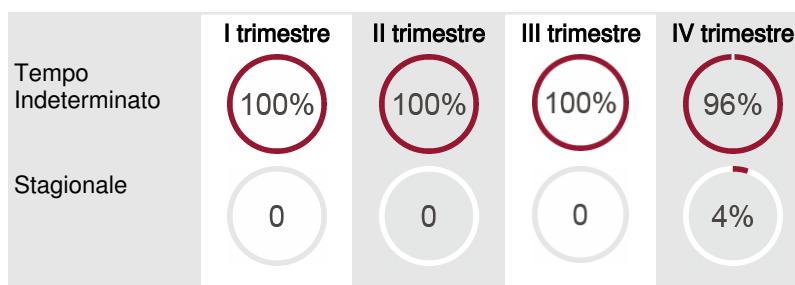 I trimestre II trimestre III trimestre IV trimestre
Tempo
Indeterminato
100% 100% 100% 96%
Stagionale
0 0 0 4%